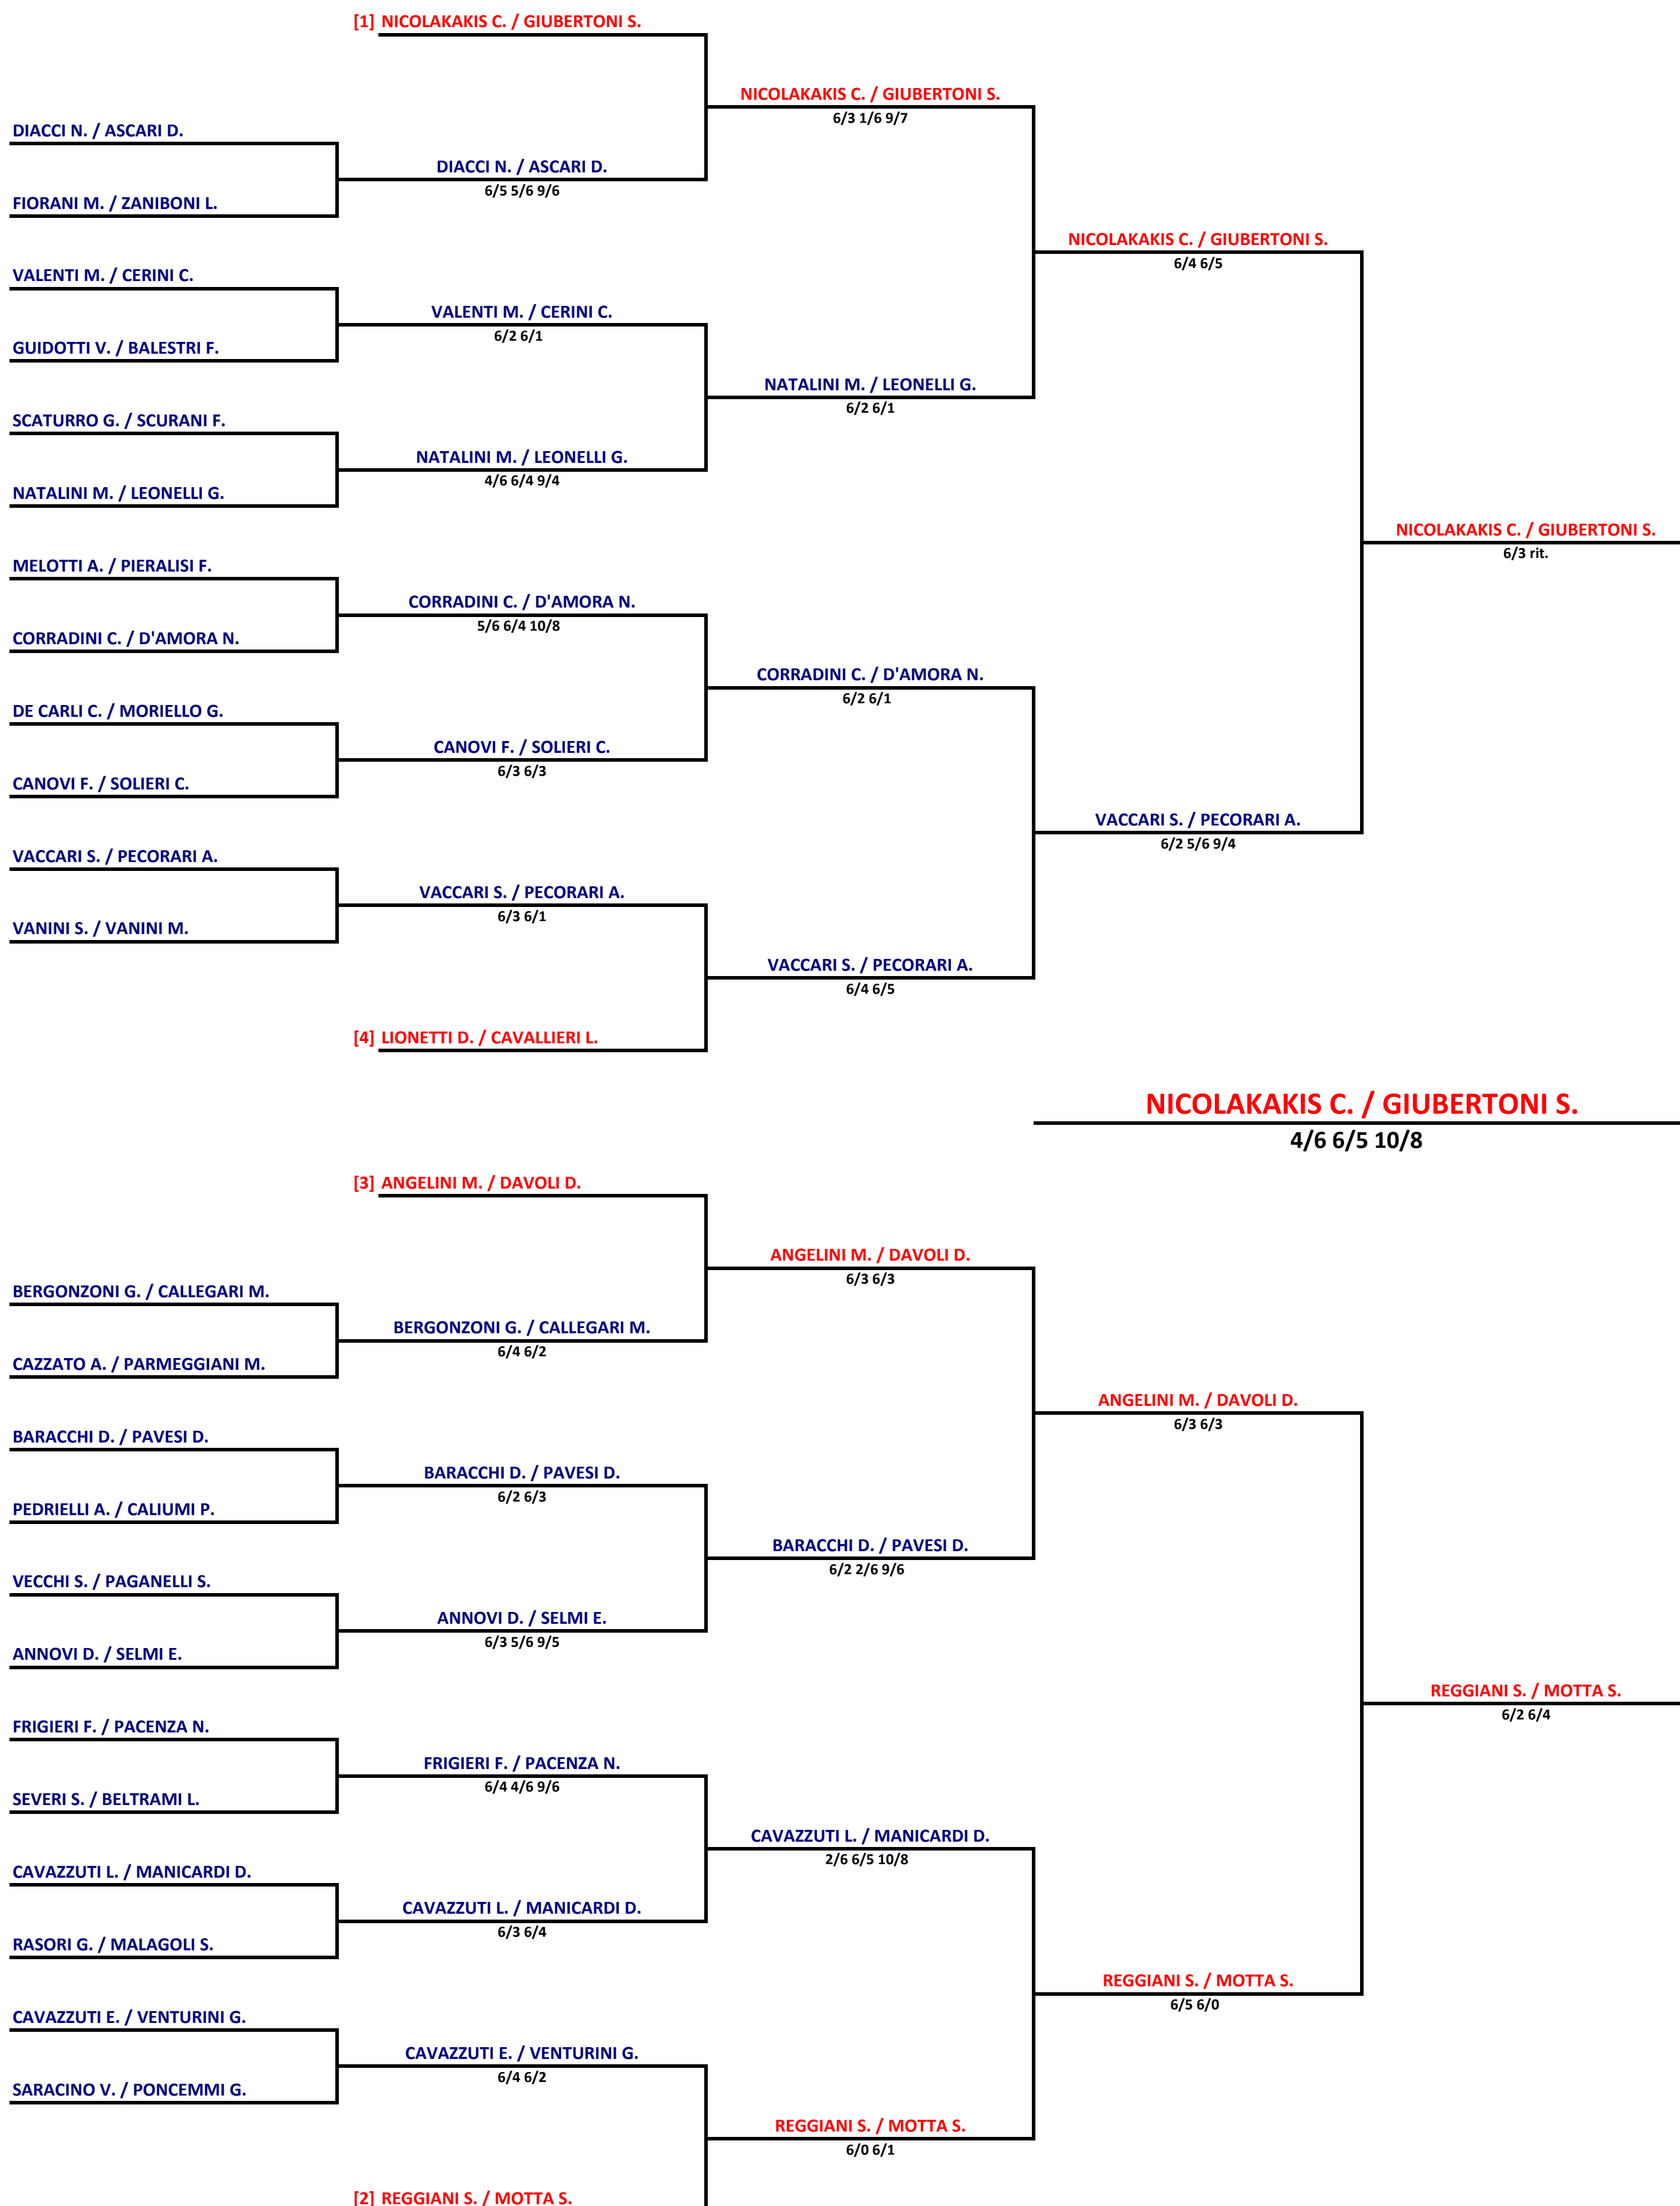 [1] NICOLAKAKIS C. / GIUBERTONI S.
NICOLAKAKIS C. / GIUBERTONI S.
6/3 1/6 9/7
DIACCI N. / ASCARI D.
DIACCI N. / ASCARI D.
6/5 5/6 9/6
FIORANI M. / ZANIBONI L.
NICOLAKAKIS C. / GIUBERTONI S.
6/4 6/5
VALENTI M. / CERINI C.
VALENTI M. / CERINI C.
6/2 6/1
GUIDOTTI V. / BALESTRI F.
NATALINI M. / LEONELLI G.
6/2 6/1
SCATURRO G. / SCURANI F.
NATALINI M. / LEONELLI G.
4/6 6/4 9/4
NATALINI M. / LEONELLI G.
NICOLAKAKIS C. / GIUBERTONI S.
6/3 rit.
MELOTTI A. / PIERALISI F.
CORRADINI C. / D'AMORA N.
5/6 6/4 10/8
CORRADINI C. / D'AMORA N.
CORRADINI C. / D'AMORA N.
6/2 6/1
DE CARLI C. / MORIELLO G.
CANOVI F. / SOLIERI C.
6/3 6/3
CANOVI F. / SOLIERI C.
VACCARI S. / PECORARI A.
6/2 5/6 9/4
VACCARI S. / PECORARI A.
VACCARI S. / PECORARI A.
6/3 6/1
VANINI S. / VANINI M.
VACCARI S. / PECORARI A.
6/4 6/5
[4] LIONETTI D. / CAVALLIERI L.
NICOLAKAKIS C. / GIUBERTONI S.
4/6 6/5 10/8
[3] ANGELINI M. / DAVOLI D.
ANGELINI M. / DAVOLI D.
6/3 6/3
BERGONZONI G. / CALLEGARI M.
BERGONZONI G. / CALLEGARI M.
6/4 6/2
CAZZATO A. / PARMEGGIANI M.
ANGELINI M. / DAVOLI D.
6/3 6/3
BARACCHI D. / PAVESI D.
BARACCHI D. / PAVESI D.
6/2 6/3
PEDRIELLI A. / CALIUMI P.
BARACCHI D. / PAVESI D.
6/2 2/6 9/6
VECCHI S. / PAGANELLI S.
ANNOVI D. / SELMI E.
6/3 5/6 9/5
ANNOVI D. / SELMI E.
REGGIANI S. / MOTTA S.
6/2 6/4
FRIGIERI F. / PACENZA N.
FRIGIERI F. / PACENZA N.
6/4 4/6 9/6
SEVERI S. / BELTRAMI L.
CAVAZZUTI L. / MANICARDI D.
2/6 6/5 10/8
CAVAZZUTI L. / MANICARDI D.
CAVAZZUTI L. / MANICARDI D.
6/3 6/4
RASORI G. / MALAGOLI S.
REGGIANI S. / MOTTA S.
6/5 6/0
CAVAZZUTI E. / VENTURINI G.
CAVAZZUTI E. / VENTURINI G.
6/4 6/2
SARACINO V. / PONCEMMI G.
REGGIANI S. / MOTTA S.
6/0 6/1
[2] REGGIANI S. / MOTTA S.